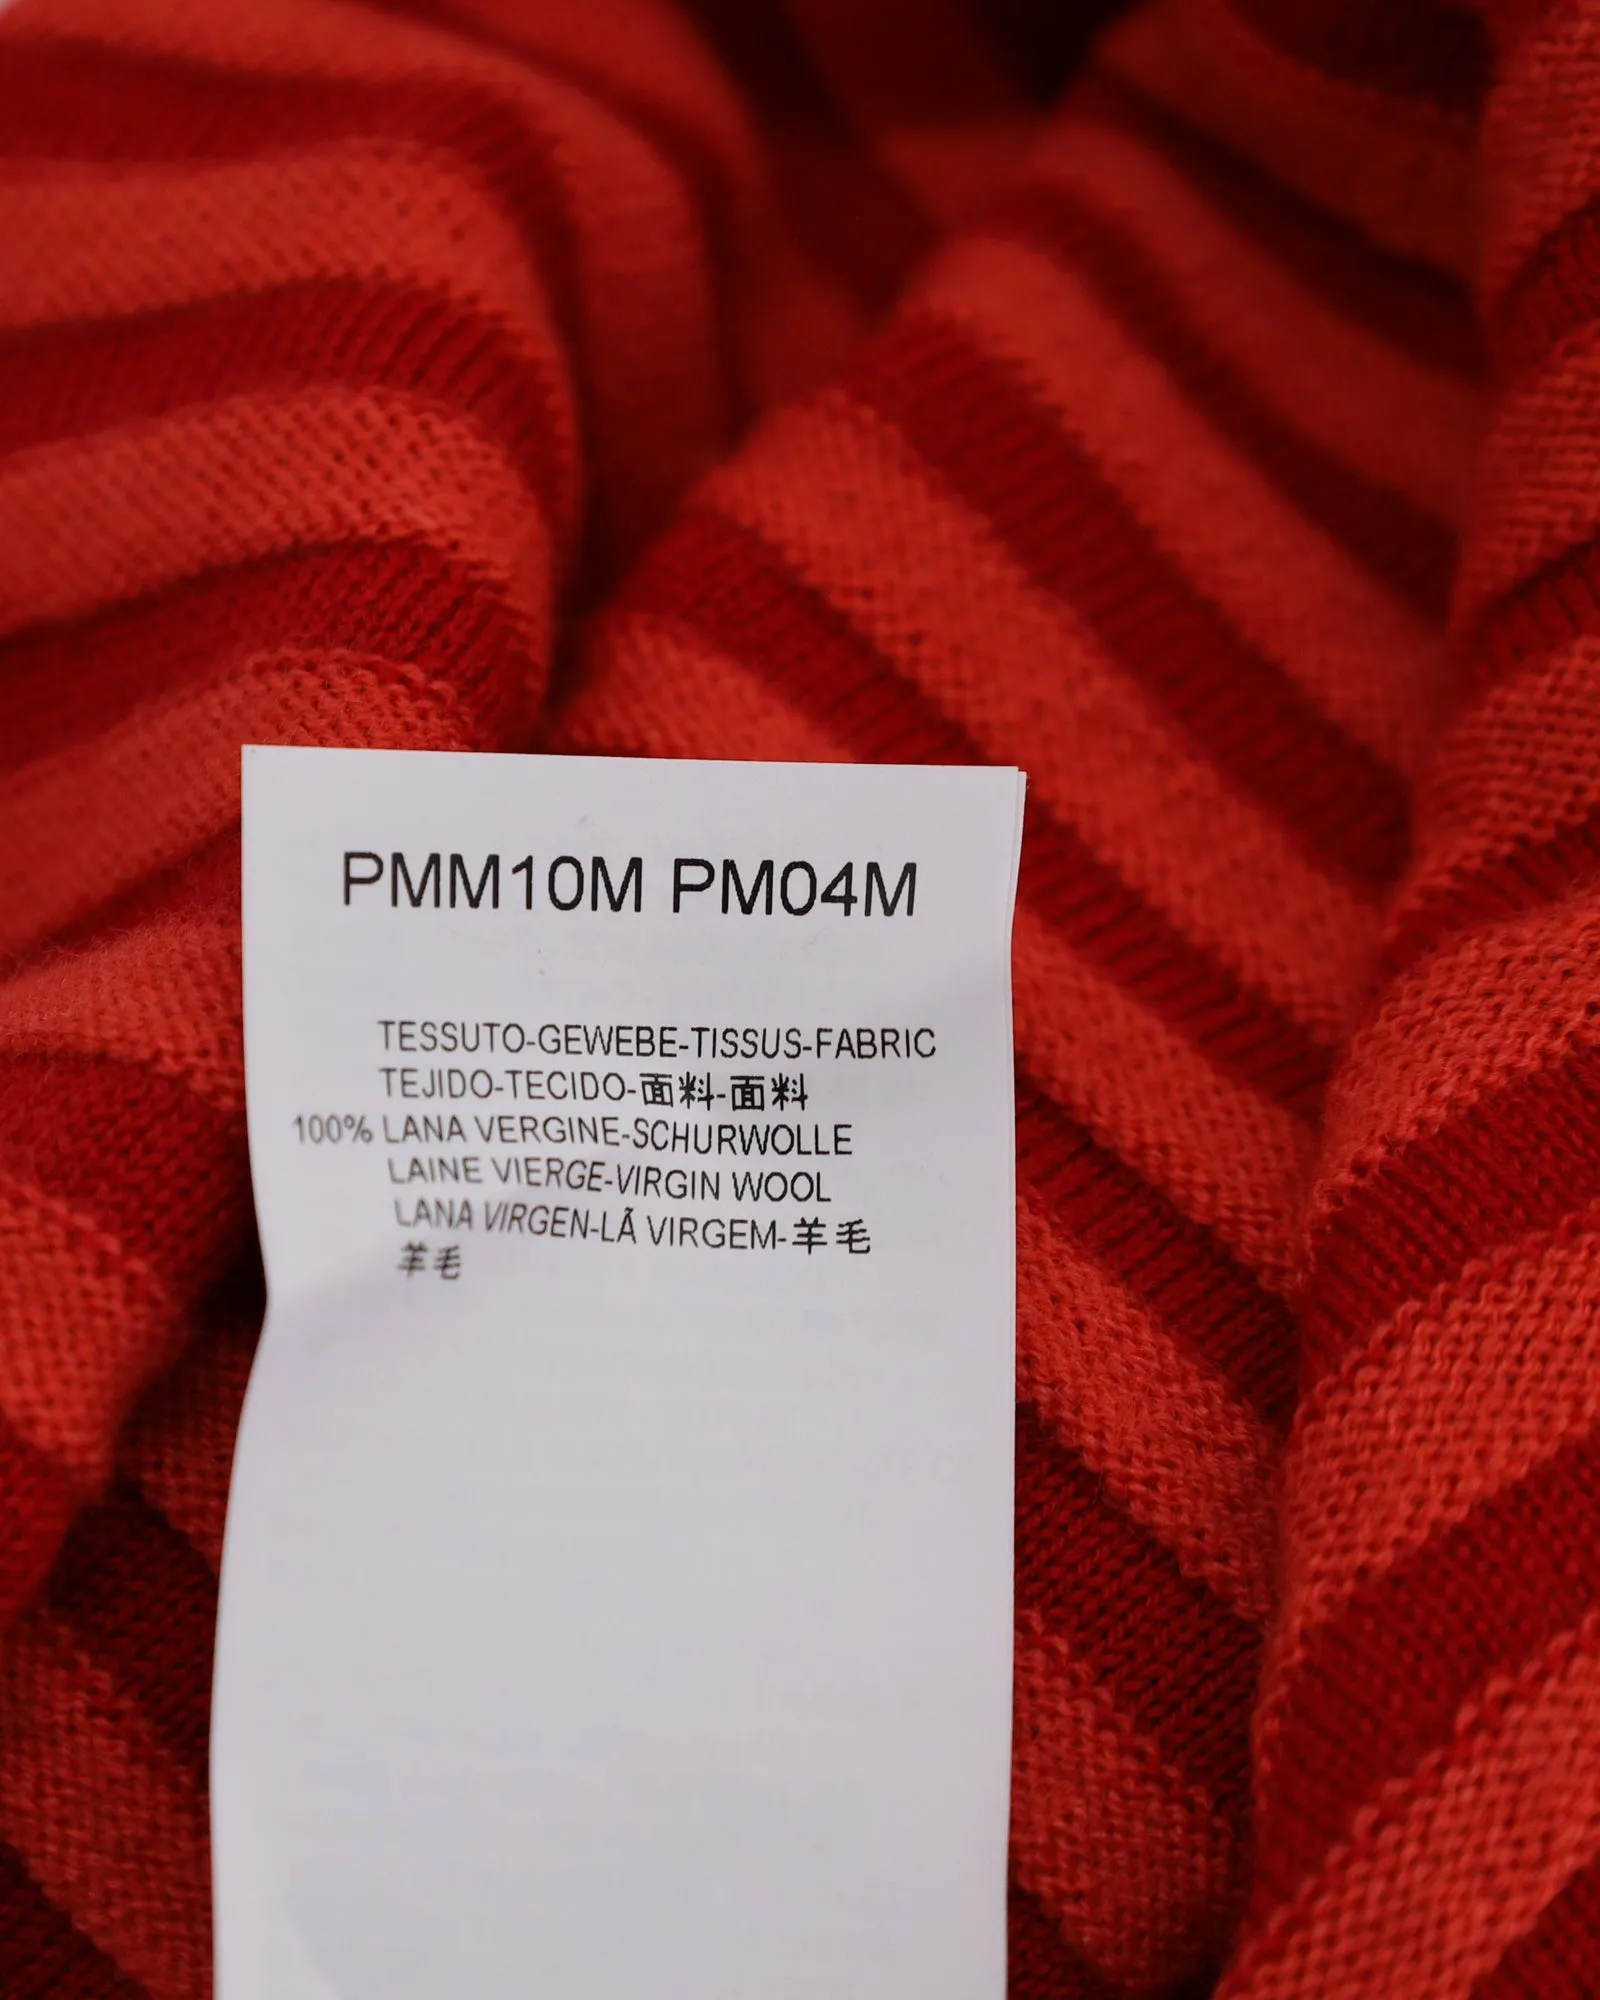 PMM10M PM04M
TESSUTO-GEWEBE-TISSUS-FABRIC
TEJIDO-TECIDO-面料-面料
100% LANA VERGINE-SCHURWOLLE
LAINE VIERGE-VIRGIN WOOL
LANA VIRGEN-LÃ VIRGEM-羊毛
羊毛